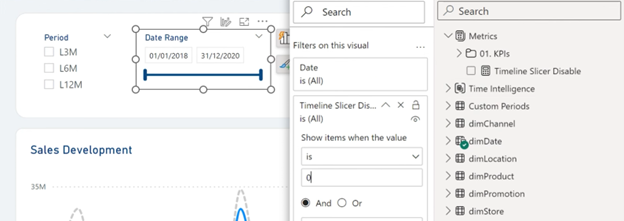 Period
L3M
L6M
L12M
Date Range
01/01/2018
31/12/2020
Sales Development
35M
Search
Filters on this visual
...
Date
is (All)
Timeline Slicer Dis...
is (All)
Show items when the value
is
0
And
Or
Search
Metrics
01. KPIs
Timeline Slicer Disable
Time Intelligence
Custom Periods
dimChannel
dimDate
dimLocation
dimProduct
dimPromotion
dimStore